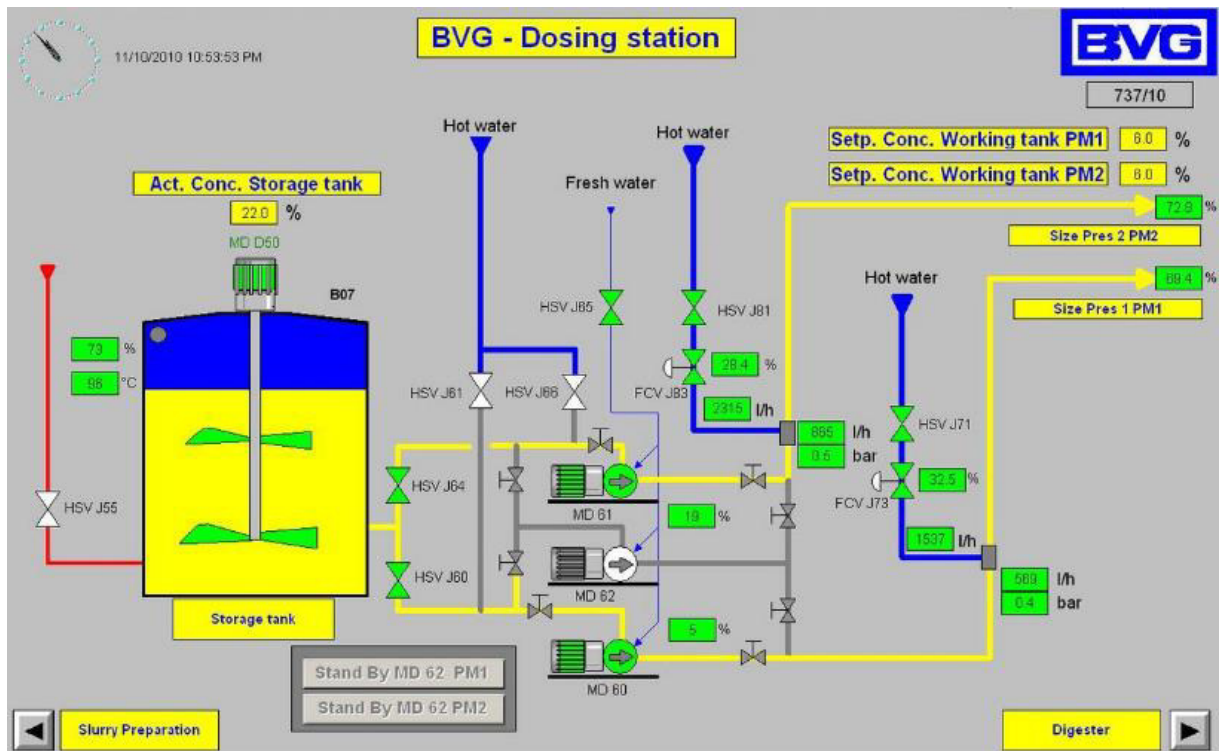 BVG - Dosing station
BVG
11/10/2010 10:53:53 PM
737/10
Hot water
Hot water
Setp. Conc. Working tank PM1 6.0 %
Setp. Conc. Working tank PM2 6.0 %
Act. Conc. Storage tank
22.0 %
Fresh water
72.9 %
Size Pres 2 PM2
MD D50
B07
Hot water
69.4 %
Size Pres 1 PM1
HSV J65
HSV J81
73 %
96 °C
HSV J61
HSV J66
28.4 %
FCV J83
2315 l/h
HSV J71
865 l/h
0.5 bar
32.5 %
FCV J73
HSV J64
HSV J55
MD 61
19 %
1537 l/h
HSV J60
MD 62
569 l/h
0.4 bar
Storage tank
5 %
MD 60
Stand By MD 62 PM1
Stand By MD 62 PM2
Slurry Preparation
Digester